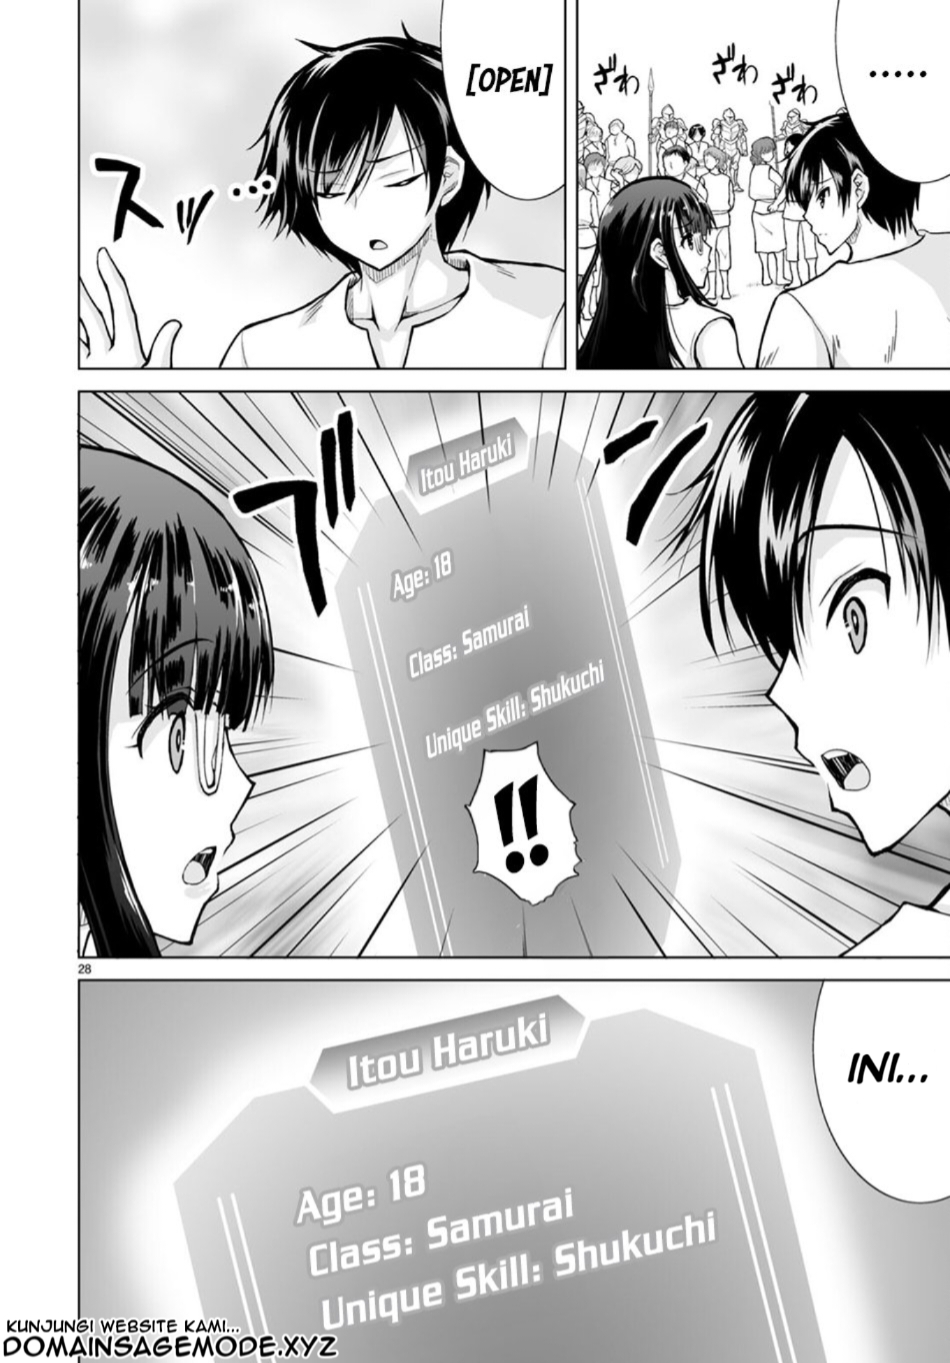 .....
ざわ
ざわ
ざわ
[OPEN]
スッ...
ブン
Itou Haruki
Age: 18
Class: Samurai
Unique Skill: Shukuchi
!!
28
INI...
Itou Haruki
Age: 18
Class: Samurai
Unique Skill: Shukuchi
KUNJUNGI WEBSITE KAMI...
DOMAINSAGEMODE.XYZ